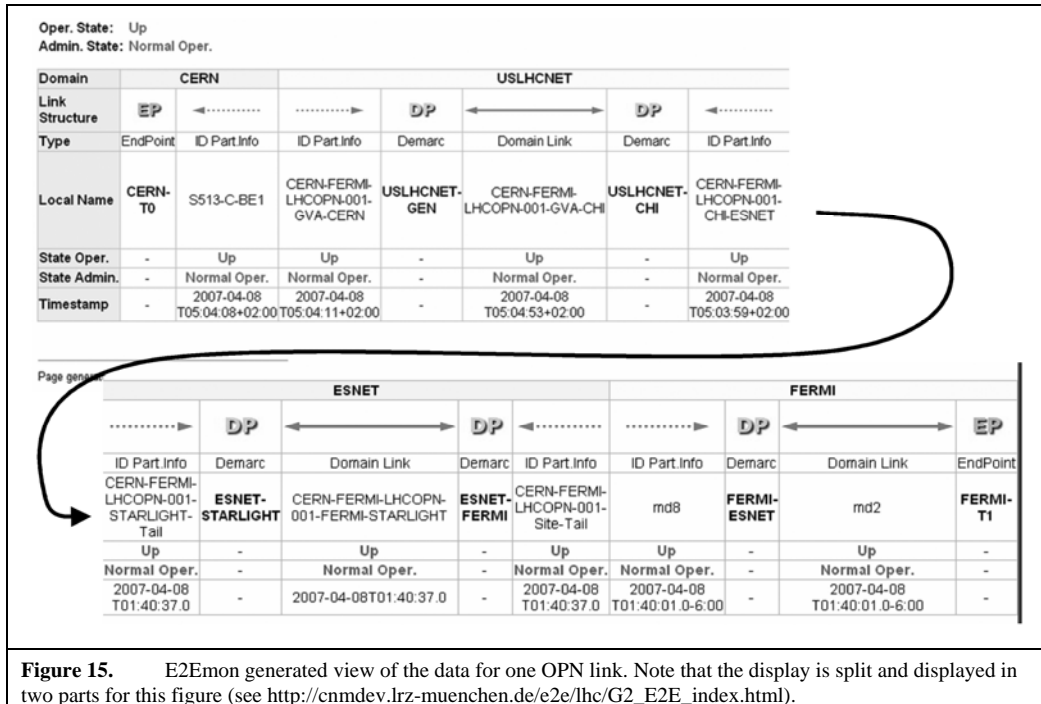 Oper. State: Up
Admin. State: Normal Oper.
Domain CERN USLHCNET
Link Structure EP DP DP
Type EndPoint ID Part.Info ID Part.Info Demarc Domain Link Demarc ID Part.Info
Local Name CERN-T0 S513-C-BE1 CERN-FERMI-LHCOPN-001-GVA-CERN USLHCNET-GEN CERN-FERMI-LHCOPN-001-GVA-CHI USLHCNET-CHI CERN-FERMI-LHCOPN-001-CHI-ESNET
State Oper. - Up Up - Up - Up
State Admin. - Normal Oper. Normal Oper. - Normal Oper. - Normal Oper.
Timestamp - 2007-04-08 T05:04:08+02:00 2007-04-08 T05:04:11+02:00 - 2007-04-08 T05:04:53+02:00 - 2007-04-08 T05:03:59+02:00
Page genera
ESNET FERMI
DP DP DP EP
ID Part.Info Demarc Domain Link Demarc ID Part.Info ID Part.Info Demarc Domain Link EndPoint
CERN-FERMI-LHCOPN-001-STARLIGHT-Tail ESNET-STARLIGHT CERN-FERMI-LHCOPN-001-FERMI-STARLIGHT ESNET-FERMI CERN-FERMI-LHCOPN-001-Site-Tail md8 FERMI-ESNET md2 FERMI-T1
Up - Up - Up Up - Up -
Normal Oper. - Normal Oper. - Normal Oper. Normal Oper. - Normal Oper. -
2007-04-08 T01:40:37.0 - 2007-04-08T01:40:37.0 - 2007-04-08 T01:40:37.0 2007-04-08 T01:40:01.0-6:00 - 2007-04-08 T01:40:01.0-6:00 -
Figure 15. E2Emon generated view of the data for one OPN link. Note that the display is split and displayed in
two parts for this figure (see http://cnmdev.lrz-muenchen.de/e2e/lhc/G2_E2E_index.html).